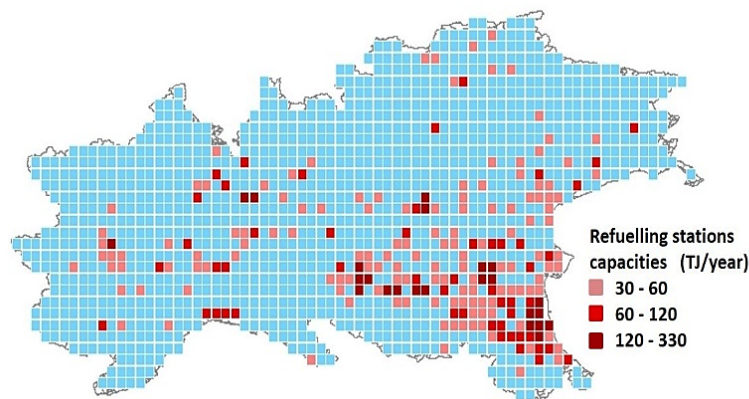 Refuelling stations
capacities (TJ/year)
30 - 60
60 - 120
120 - 330